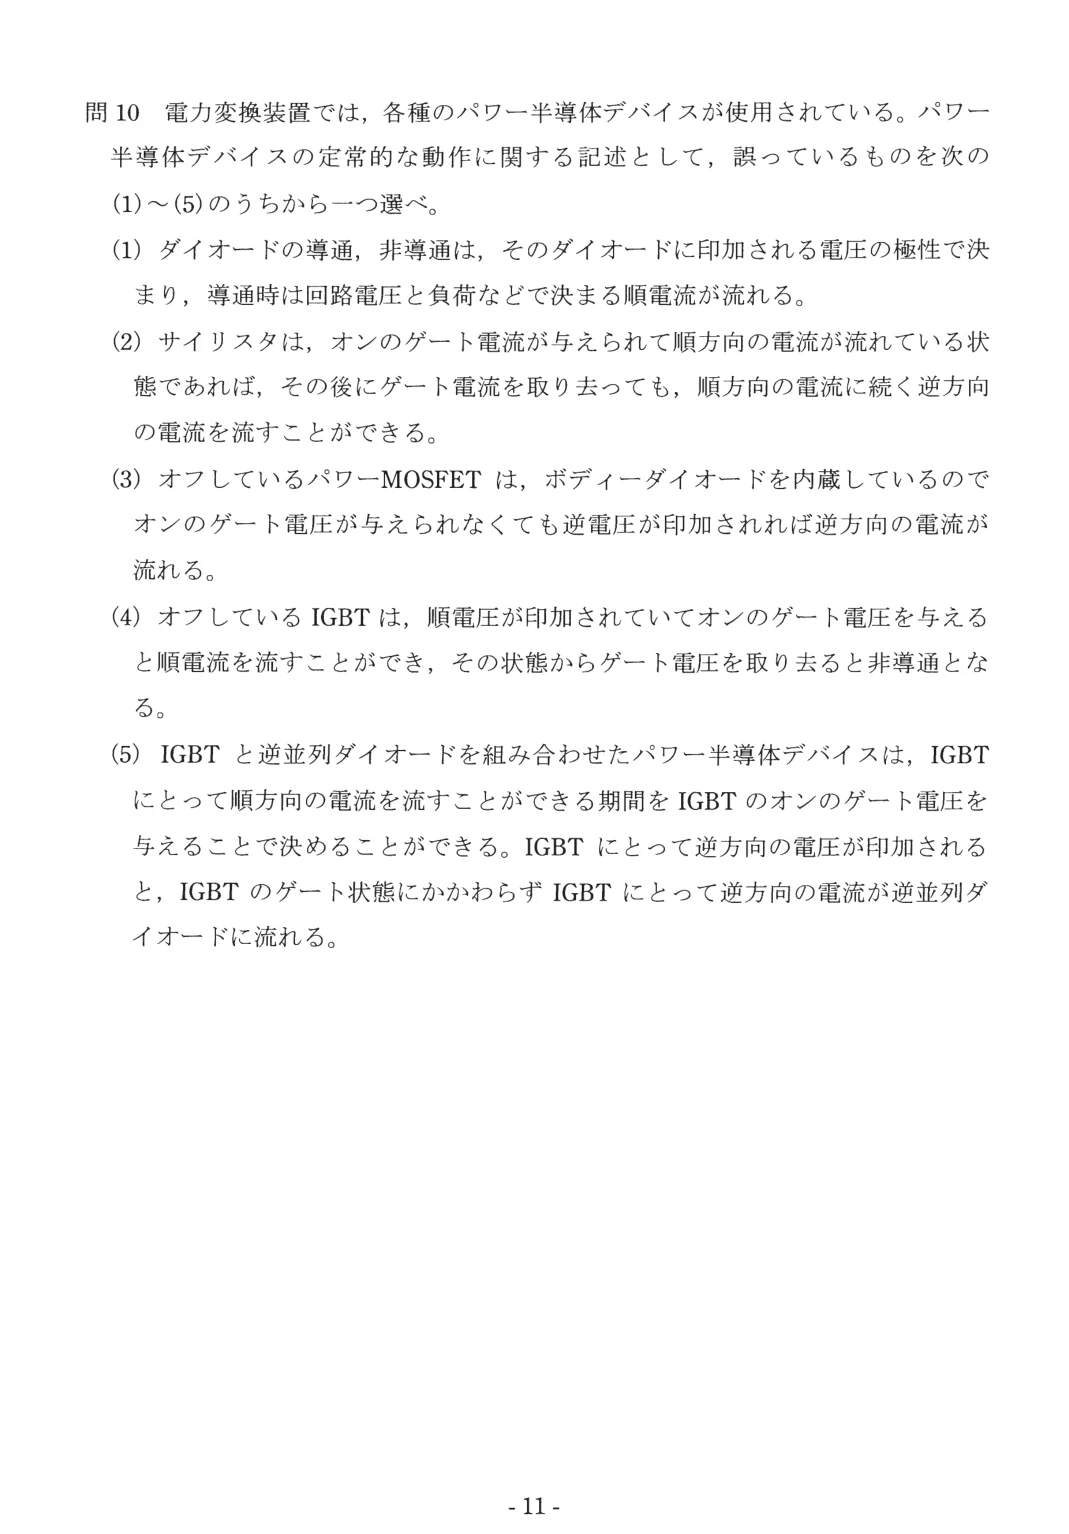 問10　電力変換装置では，各種のパワー半導体デバイスが使用されている。パワー
半導体デバイスの定常的な動作に関する記述として，誤っているものを次の
(1)～(5)のうちから一つ選べ。
(1) ダイオードの導通，非導通は，そのダイオードに印加される電圧の極性で決
まり，導通時は回路電圧と負荷などで決まる順電流が流れる。
(2) サイリスタは，オンのゲート電流が与えられて順方向の電流が流れている状
態であれば，その後にゲート電流を取り去っても，順方向の電流に続く逆方向
の電流を流すことができる。
(3) オフしているパワーMOSFET は，ボディーダイオードを内蔵しているので
オンのゲート電圧が与えられなくても逆電圧が印加されれば逆方向の電流が
流れる。
(4) オフしている IGBT は，順電圧が印加されていてオンのゲート電圧を与える
と順電流を流すことができ，その状態からゲート電圧を取り去ると非導通とな
る。
(5) IGBT と逆並列ダイオードを組み合わせたパワー半導体デバイスは，IGBT
にとって順方向の電流を流すことができる期間を IGBT のオンのゲート電圧を
与えることで決めることができる。IGBT にとって逆方向の電圧が印加される
と，IGBT のゲート状態にかかわらず IGBT にとって逆方向の電流が逆並列ダ
イオードに流れる。
- 11 -